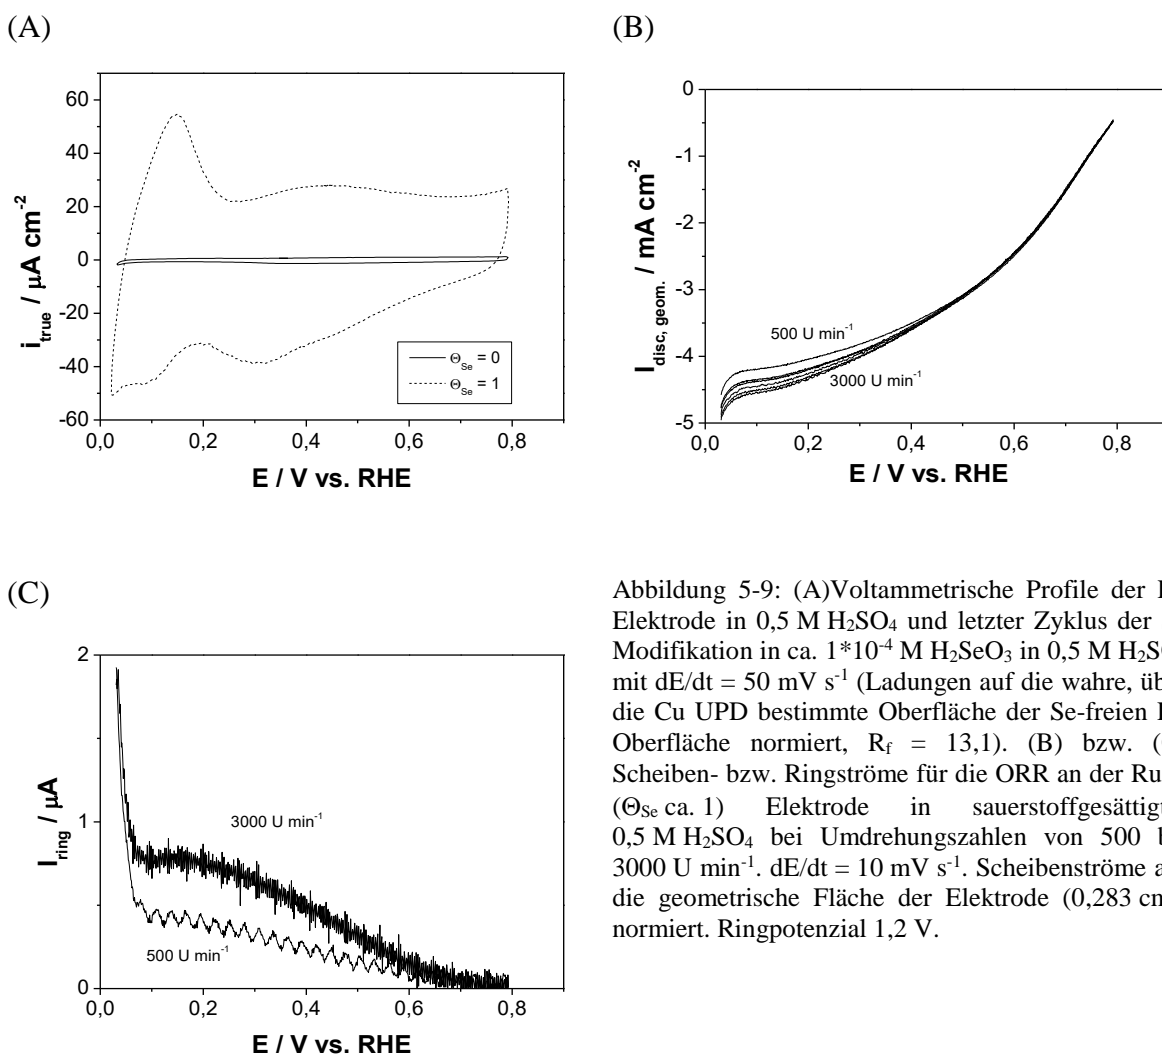 (A)
60
40
20
0
-20
-40
-60
0,0 0,2 0,4 0,6 0,8
i_true / μA cm⁻²
E / V vs. RHE
Θ_Se = 0
Θ_Se = 1
(B)
0
-1
-2
-3
-4
-5
0,0 0,2 0,4 0,6 0,8
I_disc, geom. / mA cm⁻²
E / V vs. RHE
500 U min⁻¹
3000 U min⁻¹
(C)
2
1
0
0,0 0,2 0,4 0,6 0,8
I_ring / μA
E / V vs. RHE
3000 U min⁻¹
500 U min⁻¹
Abbildung 5-9: (A)Voltammetrische Profile der
Elektrode in 0,5 M H₂SO₄ und letzter Zyklus der
Modifikation in ca. 1*10⁻⁴ M H₂SeO₃ in 0,5 M
mit dE/dt = 50 mV s⁻¹ (Ladungen auf die wahre,
die Cu UPD bestimmte Oberfläche der Se-freien
Oberfläche normiert, R_f = 13,1). (B) bzw.
Scheiben- bzw. Ringströme für die ORR an der
(Θ_Se ca. 1) Elektrode in
0,5 M H₂SO₄ bei Umdrehungszahlen von 500
3000 U min⁻¹. dE/dt = 10 mV s⁻¹. Scheibenströme
die geometrische Fläche der Elektrode (0,283
normiert. Ringpotenzial 1,2 V.